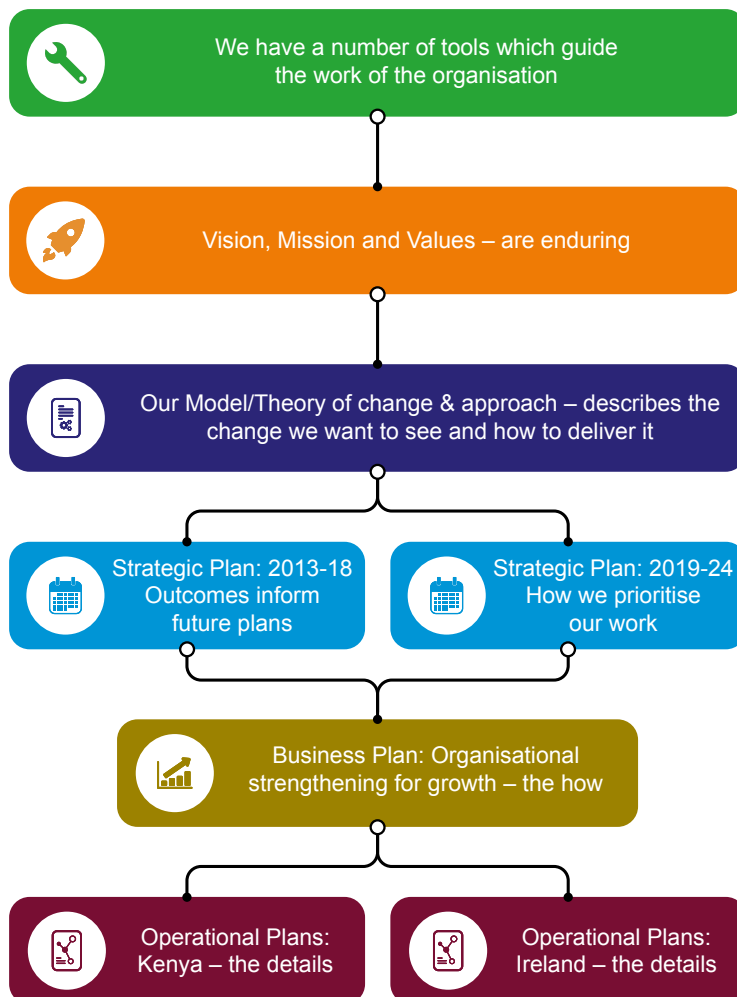 We have a number of tools which guide
the work of the organisation
Vision, Mission and Values – are enduring
Our Model/Theory of change & approach – describes the
change we want to see and how to deliver it
Strategic Plan: 2013-18
Outcomes inform
future plans
Strategic Plan: 2019-24
How we prioritise
our work
Business Plan: Organisational
strengthening for growth – the how
Operational Plans:
Kenya – the details
Operational Plans:
Ireland – the details